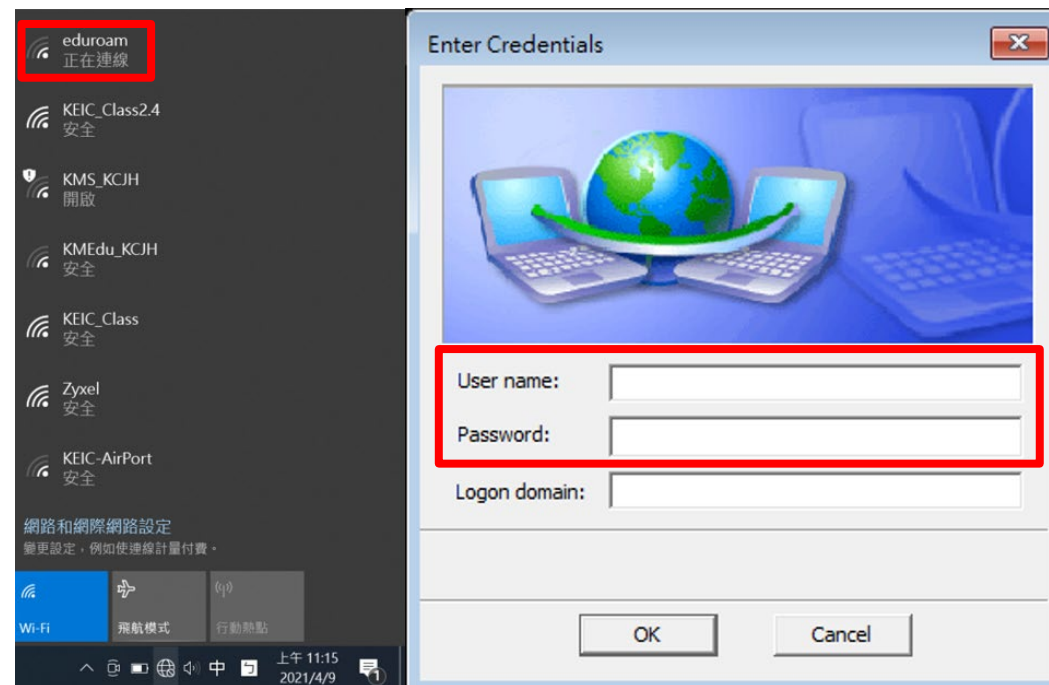 eduroam
正在連線
KEIC_Class2.4
安全
KMS_KCJH
開啟
KMEdu_KCJH
安全
KEIC_Class
安全
Zyxel
安全
KEIC-AirPort
安全
網路和網際網路設定
變更設定，例如使連線計量付費。
Wi-Fi 飛航模式 行動熱點
中 ㄅ 上午 11:15
2021/4/9 1
Enter Credentials
User name:
Password:
Logon domain:
OK Cancel